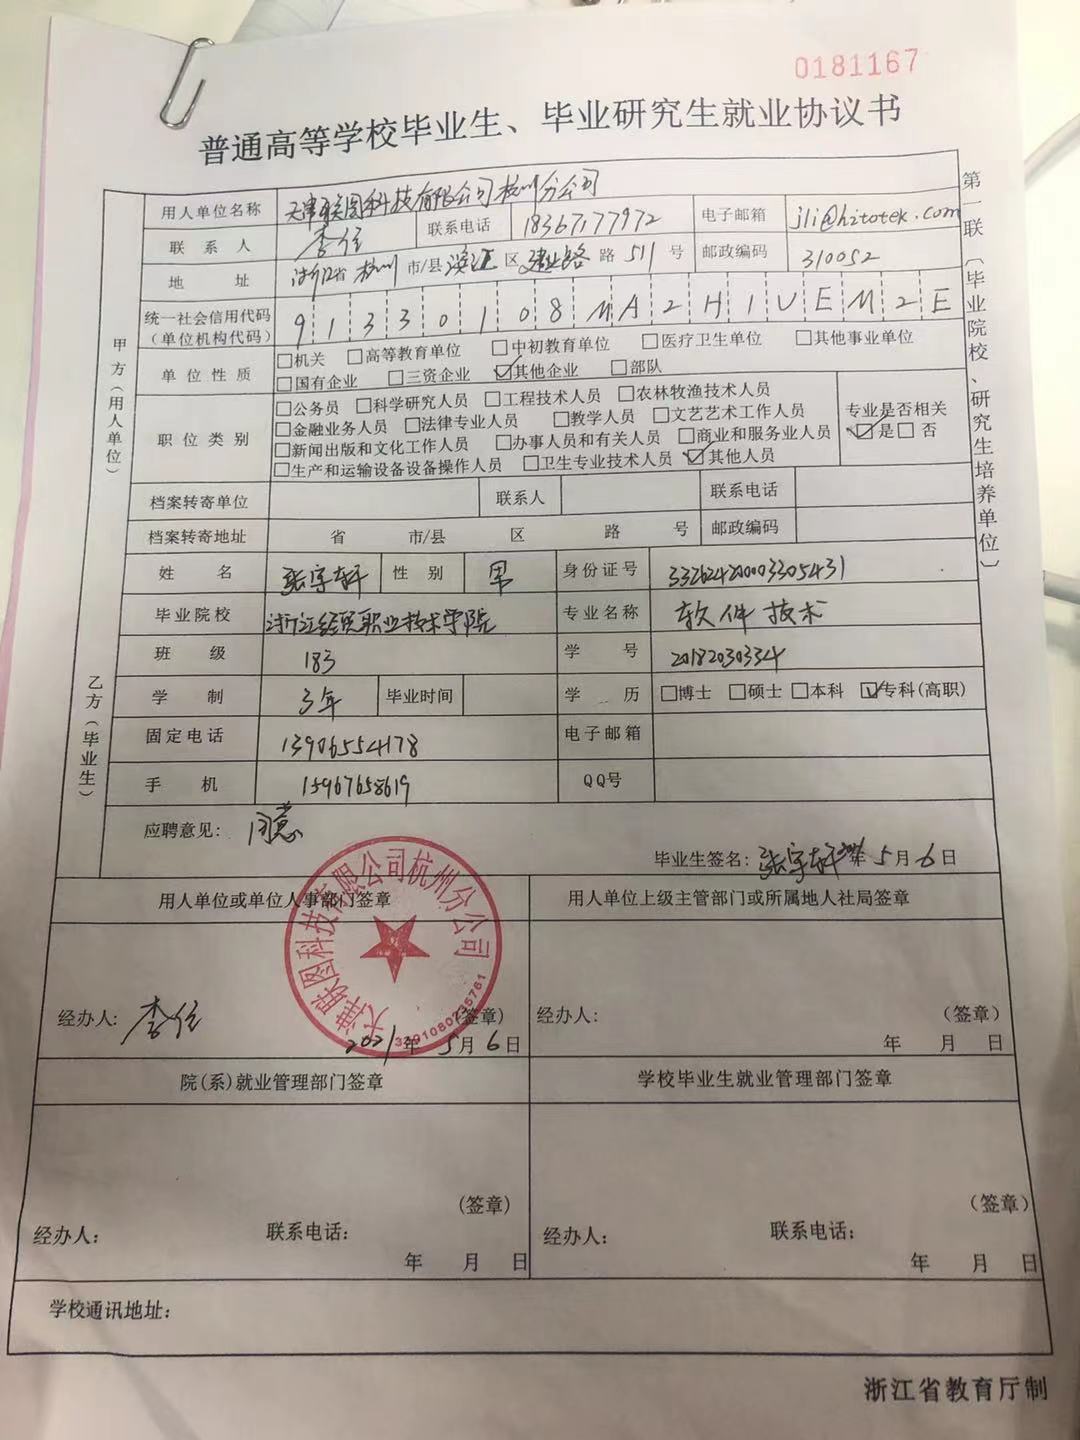 0181167
普通高等学校毕业生、毕业研究生就业协议书
第一联（毕业院校、研究生培养单位）
甲方（用人单位）
用人单位名称 天津联图科技有限公司杭州分公司
联系人 李佳 联系电话 18367177972 电子邮箱 jli@hitotek.com
地址 浙江省 杭州 市/县 滨江 区 建业路 路 511 号 邮政编码 310052
统一社会信用代码（单位机构代码） 91330108MA2H1UEM2E
单位性质 □机关 □高等教育单位 □中初教育单位 □医疗卫生单位 □其他事业单位
□国有企业 □三资企业 ☑其他企业 □部队
职位类别 □公务员 □科学研究人员 □工程技术人员 □农林牧渔技术人员
□金融业务人员 □法律专业人员 □教学人员 □文艺艺术工作人员
□新闻出版和文化工作人员 □办事人员和有关人员 □商业和服务业人员
□生产和运输设备设备操作人员 □卫生专业技术人员 ☑其他人员
专业是否相关
☑是□否
档案转寄单位 联系人 联系电话
档案转寄地址 省 市/县 区 路 号 邮政编码
乙方（毕业生）
姓名 张宇轩 性别 男 身份证号 332624200003305431
毕业院校 浙江经贸职业技术学院 专业名称 软件技术
班级 183 学号 20182030334
学制 3年 毕业时间 学历 □博士 □硕士 □本科 ☑专科(高职)
固定电话 13906554178 电子邮箱
手机 15967658619 QQ号
应聘意见： 同意
毕业生签名：张宇轩 年 5月6日
用人单位或单位人事部门签章 用人单位上级主管部门或所属地人社局签章
天津联图科技有限公司杭州分公司
经办人: 李佳 (签章) 经办人: (签章)
2021年5月6日 年 月 日
院(系)就业管理部门签章 学校毕业生就业管理部门签章
(签章) (签章)
经办人: 联系电话: 经办人: 联系电话:
年 月 日 年 月 日
学校通讯地址:
浙江省教育厅制